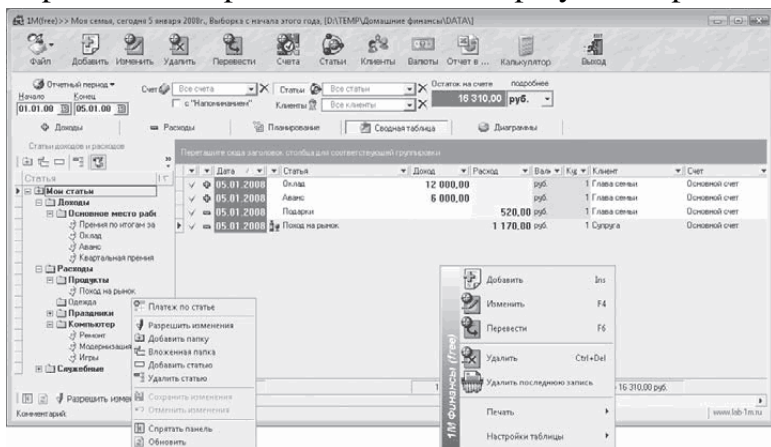 1M(free)>> Моя семья, сегодня 5 января 2008г., Выборка с начала этого года, [D:\TEMP\Домашние финансы\DATA\]
Файл Добавить Изменить Удалить Перевести Счета Статьи Клиенты Валюты Отчет в ... Калькулятор Выход
Отчетный период
Начало Конец
01.01.08 05.01.08
Счет Все счета
с "Напоминанием"
Статьи Все статьи
Клиенты Все клиенты
Остаток на счете подробнее
16 310,00 руб.
Доходы Расходы Планирование Сводная таблица Диаграммы
Статьи доходов и расходов
Перетащите сюда заголовок столбца для соответствующей группировки
Статья
Дата Статья Доход Расход Клиент Счет
05.01.2008 Оклад 12 000,00 руб. 1 Глава семьи Основной счет
05.01.2008 Аванс 6 000,00 руб. 1 Глава семьи Основной счет
05.01.2008 Подарки 520,00 руб. 1 Глава семьи Основной счет
05.01.2008 Поход на рынок 1 170,00 руб. 1 Супруга Основной счет
Мои статьи
Доходы
Основное место рабо
Премия по итогам за
Оклад
Аванс
Квартальная премия
Расходы
Продукты
Поход на рынок
Одежда
Праздники
Компьютер
Ремонт
Модернизация
Игры
Служебные
Платеж по статье
Разрешить изменения
Добавить папку
Вложенная папка
Добавить статью
Удалить статью
Сохранить изменения
Отменить изменения
Спрятать панель
Обновить
1М Финансы (free)
Добавить Ins
Изменить F4
Перевести F6
Удалить Ctrl+Del
Удалить последнюю запись
Печать
Настройки таблицы
16 310,00 руб.
Разрешить измен
Комментарий:
www.lab-1m.ru